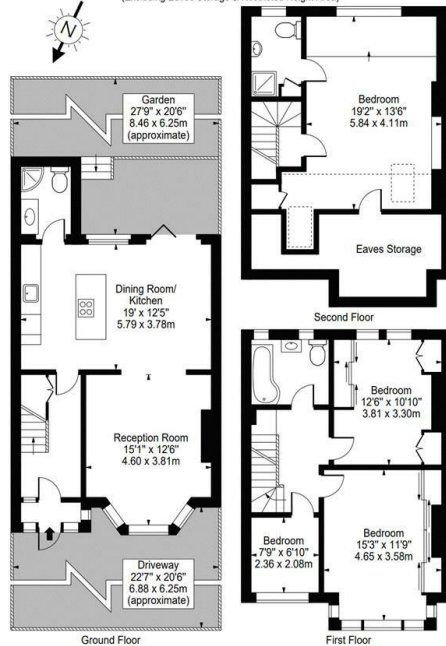 N
Garden
27'9" x 20'6"
8.46 x 6.25m
(approximate)
Dining Room/
Kitchen
19' x 12'5"
5.79 x 3.78m
Reception Room
15'1" x 12'6"
4.60 x 3.81m
Driveway
22'7" x 20'6"
6.88 x 6.25m
(approximate)
Ground Floor
Bedroom
19'2" x 13'6"
5.84 x 4.11m
Eaves Storage
Second Floor
Bedroom
12'6" x 10'10"
3.81 x 3.30m
Bedroom
7'9" x 6'10"
2.36 x 2.08m
Bedroom
15'3" x 11'9"
4.65 x 3.58m
First Floor